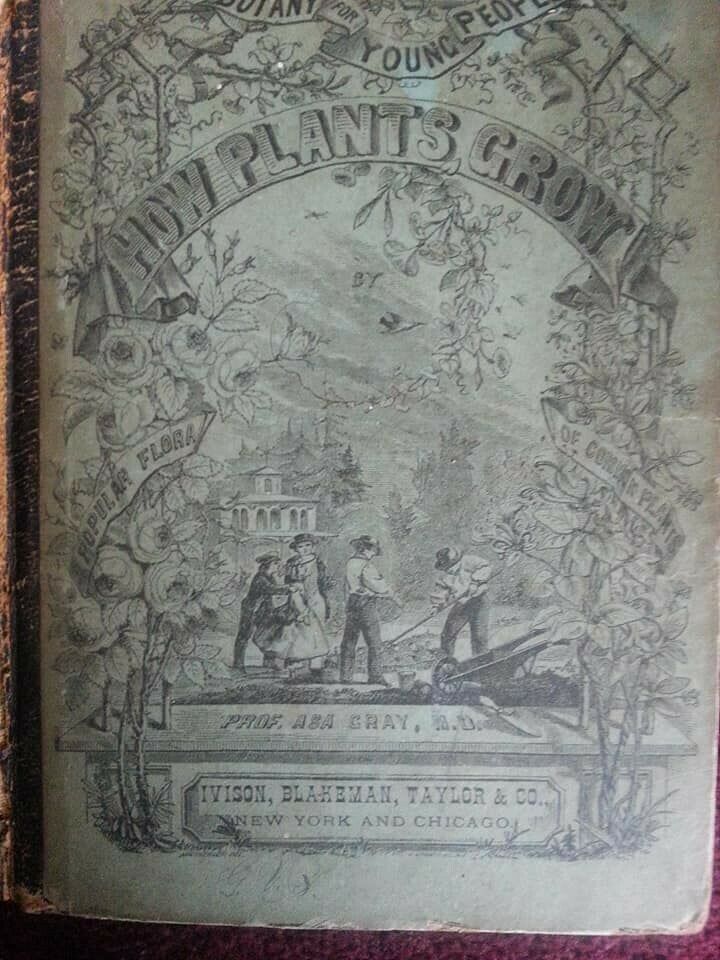 BOTANY FOR
YOUNG PEOPLE
HOW PLANTS GROW
BY
POPULAR FLORA
OF COMMON PLANTS
PROF. ASA GRAY, M.D.
IVISON, BLAKEMAN, TAYLOR & CO.,
NEW YORK AND CHICAGO.